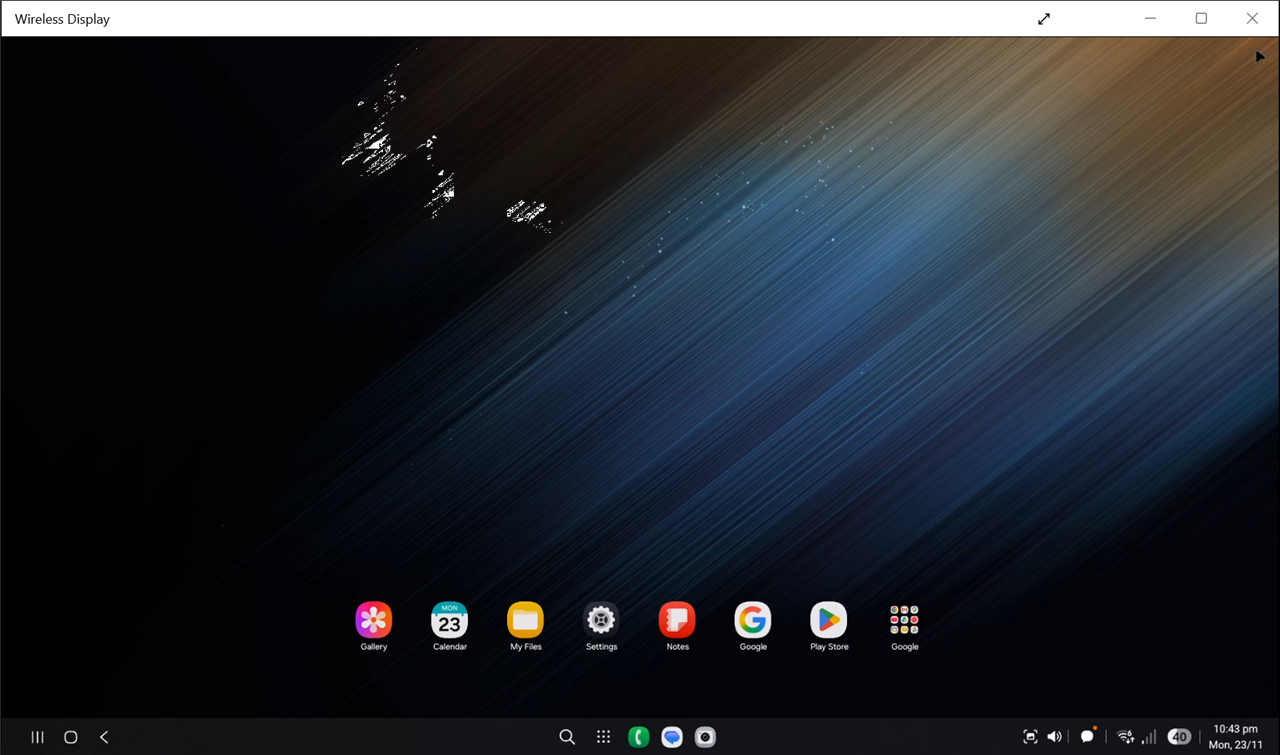 Wireless Display
MON
23
Gallery
Calendar
My Files
Settings
Notes
Google
Play Store
Google
40
10:43 pm
Mon, 23/11